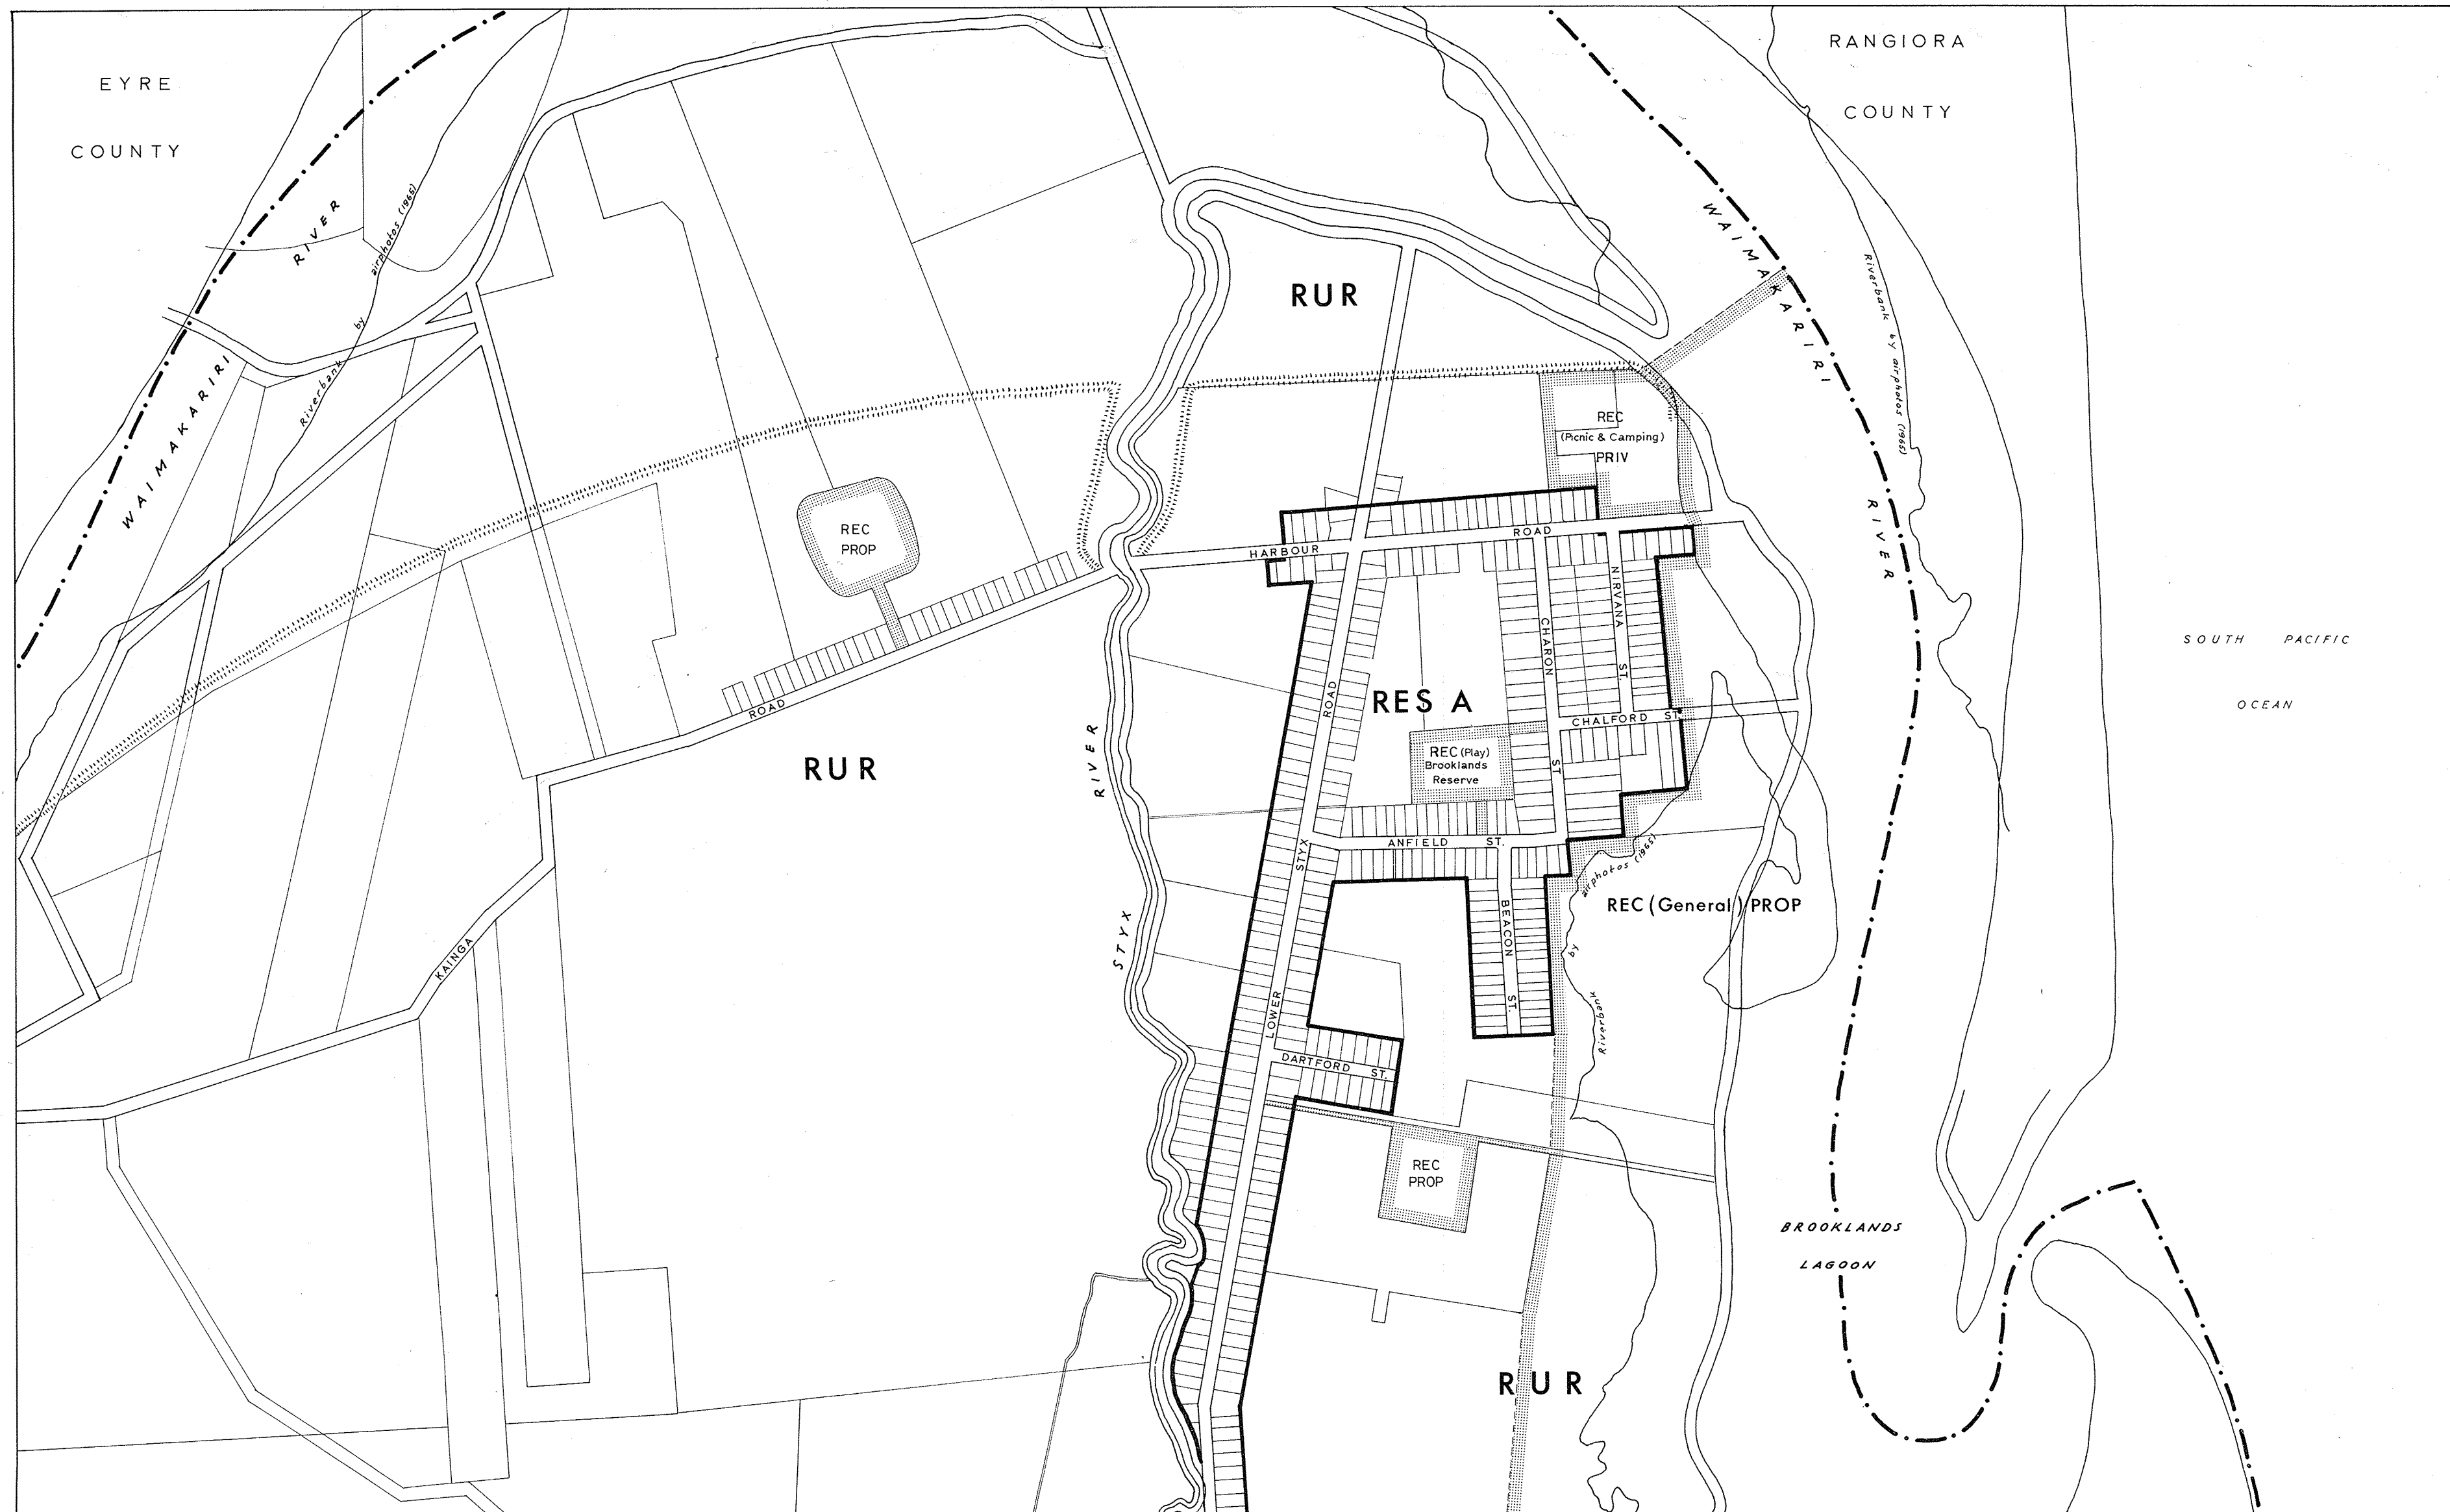 EYRE
COUNTY
RANGIORA
COUNTY
RIVER
WAIMAKARIRI
Riverbank by airphotos (1965)
WAIMAKARIRI
RIVER
Riverbank by airphotos (1965)
RUR
REC
(Picnic & Camping)
PRIV
REC
PROP
HARBOUR ROAD
NIRVANA ST.
CHARON ST
ROAD
RES A
CHALFORD ST.
SOUTH PACIFIC
OCEAN
REC (Play)
Brooklands
Reserve
RUR
STYX RIVER
ANFIELD ST.
LOWER STYX ROAD
BEACON ST.
Riverbank by airphotos (1965)
REC (General) PROP
KAINGA
DARTFORD ST.
REC
PROP
BROOKLANDS
LAGOON
RUR